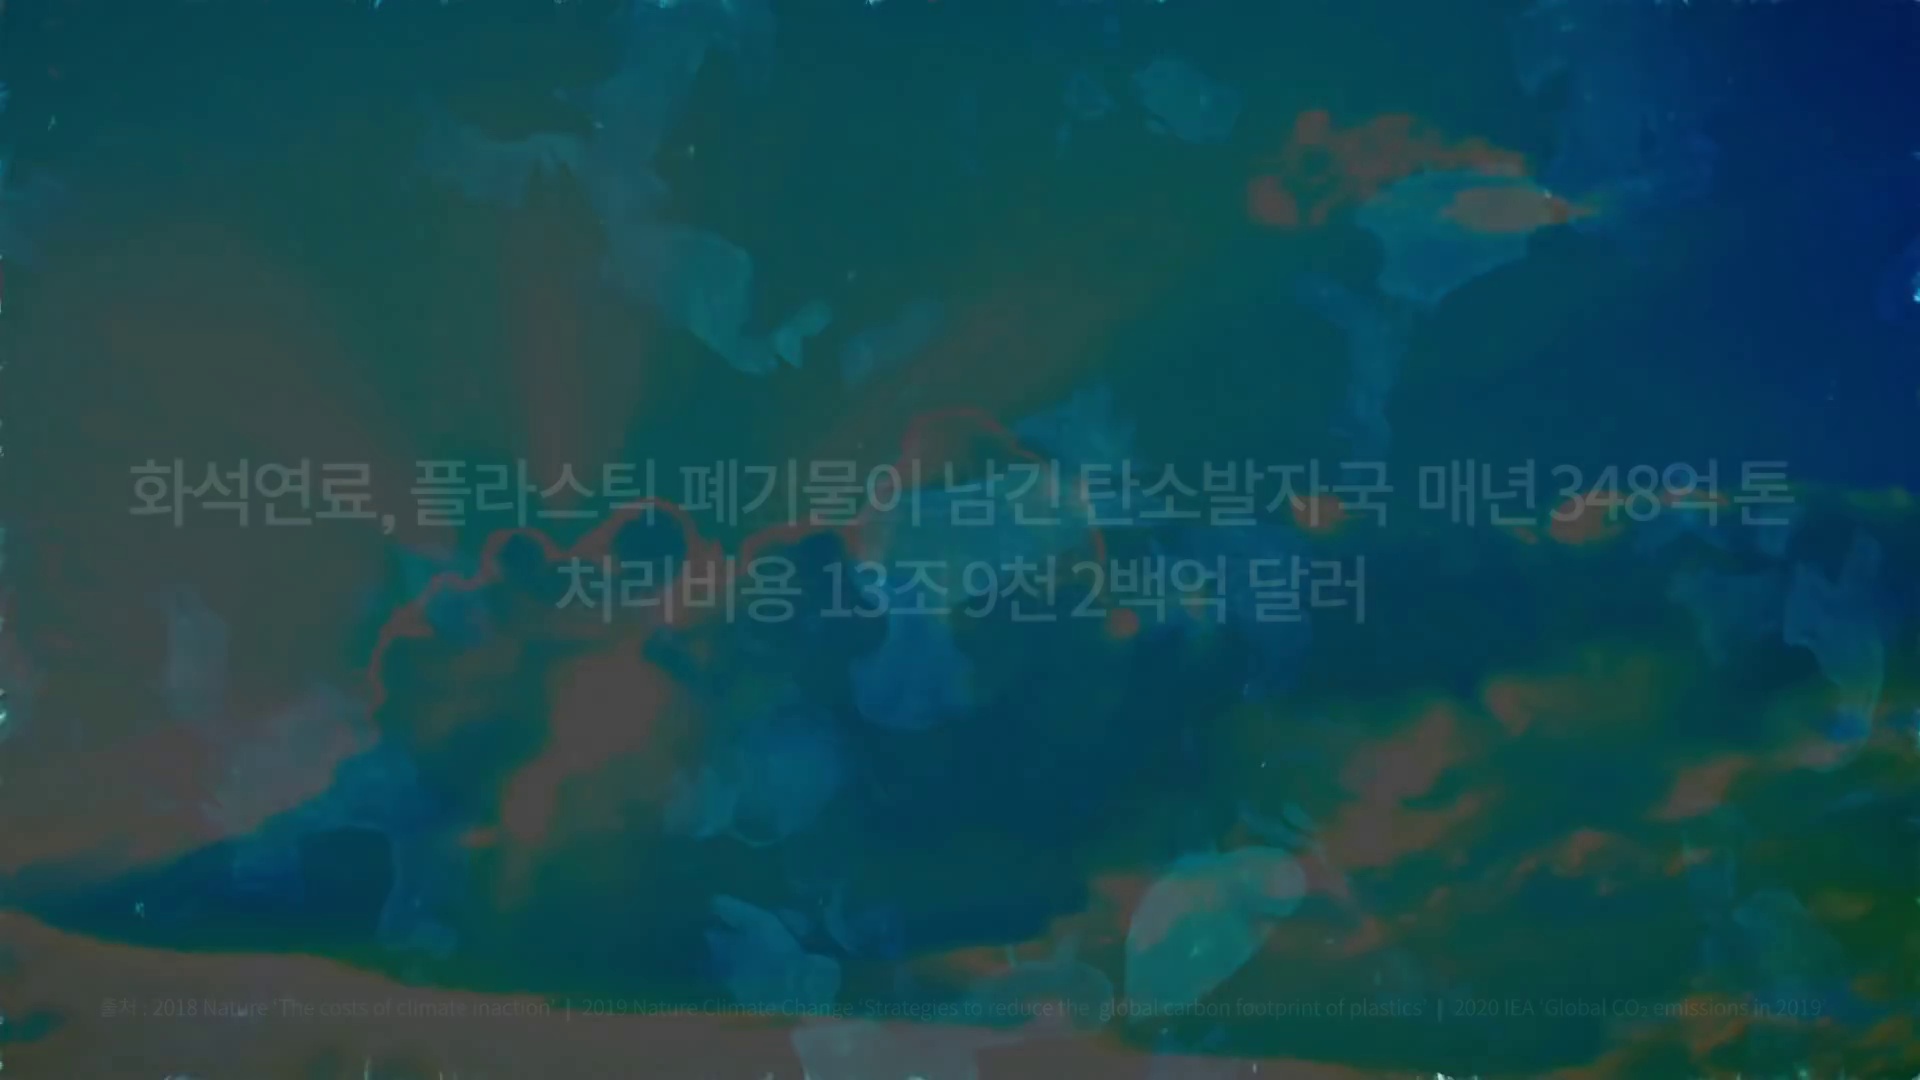 화석연료, 플라스틱 폐기물이 남긴 탄소발자국 매년 348억 톤
처리비용 13조 9천 2백억 달러
출처 : 2018 Nature ‘The costs of climate inaction’ | 2019 Nature Climate Change ‘Strategies to reduce the global carbon footprint of plastics’ | 2020 IEA ‘Global CO₂ emissions in 2019